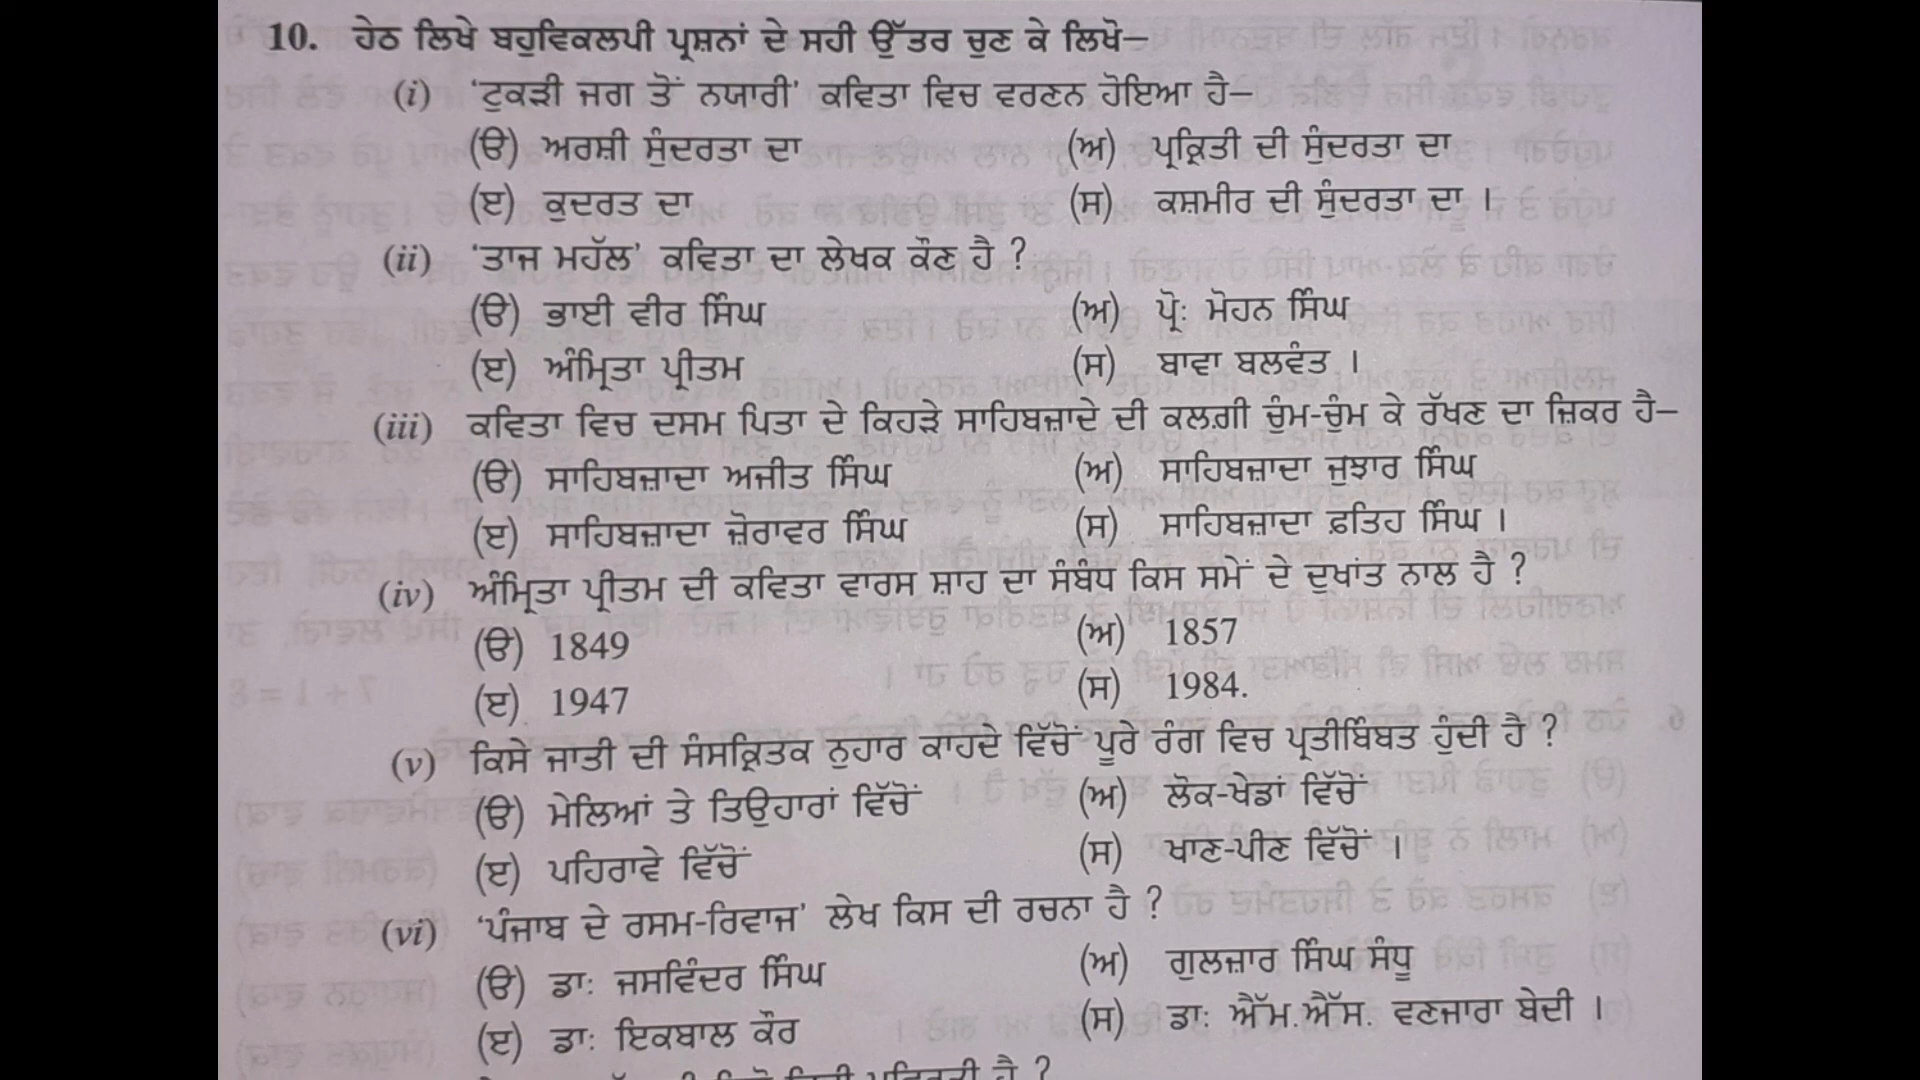 10. ਹੇਠ ਲਿਖੇ ਬਹੁਵਿਕਲਪੀ ਪ੍ਰਸ਼ਨਾਂ ਦੇ ਸਹੀ ਉੱਤਰ ਚੁਣ ਕੇ ਲਿਖੋ–
(i) ‘ਟੁਕੜੀ ਜਗ ਤੋਂ ਨਯਾਰੀ’ ਕਵਿਤਾ ਵਿਚ ਵਰਣਨ ਹੋਇਆ ਹੈ–
(ੳ) ਅਰਸ਼ੀ ਸੁੰਦਰਤਾ ਦਾ (ਅ) ਪ੍ਰਕ੍ਰਿਤੀ ਦੀ ਸੁੰਦਰਤਾ ਦਾ
(ੲ) ਕੁਦਰਤ ਦਾ (ਸ) ਕਸ਼ਮੀਰ ਦੀ ਸੁੰਦਰਤਾ ਦਾ ।
(ii) ‘ਤਾਜ ਮਹੱਲ’ ਕਵਿਤਾ ਦਾ ਲੇਖਕ ਕੌਣ ਹੈ ?
(ੳ) ਭਾਈ ਵੀਰ ਸਿੰਘ (ਅ) ਪ੍ਰੋ: ਮੋਹਨ ਸਿੰਘ
(ੲ) ਅੰਮ੍ਰਿਤਾ ਪ੍ਰੀਤਮ (ਸ) ਬਾਵਾ ਬਲਵੰਤ ।
(iii) ਕਵਿਤਾ ਵਿਚ ਦਸਮ ਪਿਤਾ ਦੇ ਕਿਹੜੇ ਸਾਹਿਬਜ਼ਾਦੇ ਦੀ ਕਲਗ਼ੀ ਚੁੰਮ-ਚੁੰਮ ਕੇ ਰੱਖਣ ਦਾ ਜ਼ਿਕਰ ਹੈ–
(ੳ) ਸਾਹਿਬਜ਼ਾਦਾ ਅਜੀਤ ਸਿੰਘ (ਅ) ਸਾਹਿਬਜ਼ਾਦਾ ਜੁਝਾਰ ਸਿੰਘ
(ੲ) ਸਾਹਿਬਜ਼ਾਦਾ ਜ਼ੋਰਾਵਰ ਸਿੰਘ (ਸ) ਸਾਹਿਬਜ਼ਾਦਾ ਫ਼ਤਿਹ ਸਿੰਘ ।
(iv) ਅੰਮ੍ਰਿਤਾ ਪ੍ਰੀਤਮ ਦੀ ਕਵਿਤਾ ਵਾਰਸ ਸ਼ਾਹ ਦਾ ਸੰਬੰਧ ਕਿਸ ਸਮੇਂ ਦੇ ਦੁਖਾਂਤ ਨਾਲ ਹੈ ?
(ੳ) 1849 (ਅ) 1857
(ੲ) 1947 (ਸ) 1984.
(v) ਕਿਸੇ ਜਾਤੀ ਦੀ ਸੰਸਕ੍ਰਿਤਕ ਨੁਹਾਰ ਕਾਹਦੇ ਵਿੱਚੋਂ ਪੂਰੇ ਰੰਗ ਵਿਚ ਪ੍ਰਤੀਬਿੰਬਤ ਹੁੰਦੀ ਹੈ ?
(ੳ) ਮੇਲਿਆਂ ਤੇ ਤਿਉਹਾਰਾਂ ਵਿੱਚੋਂ (ਅ) ਲੋਕ-ਖੇਡਾਂ ਵਿੱਚੋਂ
(ੲ) ਪਹਿਰਾਵੇ ਵਿੱਚੋਂ (ਸ) ਖਾਣ-ਪੀਣ ਵਿੱਚੋਂ ।
(vi) ‘ਪੰਜਾਬ ਦੇ ਰਸਮ-ਰਿਵਾਜ’ ਲੇਖ ਕਿਸ ਦੀ ਰਚਨਾ ਹੈ ?
(ੳ) ਡਾ: ਜਸਵਿੰਦਰ ਸਿੰਘ (ਅ) ਗੁਲਜ਼ਾਰ ਸਿੰਘ ਸੰਧੂ
(ੲ) ਡਾ: ਇਕਬਾਲ ਕੌਰ (ਸ) ਡਾ: ਐੱਮ.ਐੱਸ. ਵਣਜਾਰਾ ਬੇਦੀ ।
ਹੈ ?